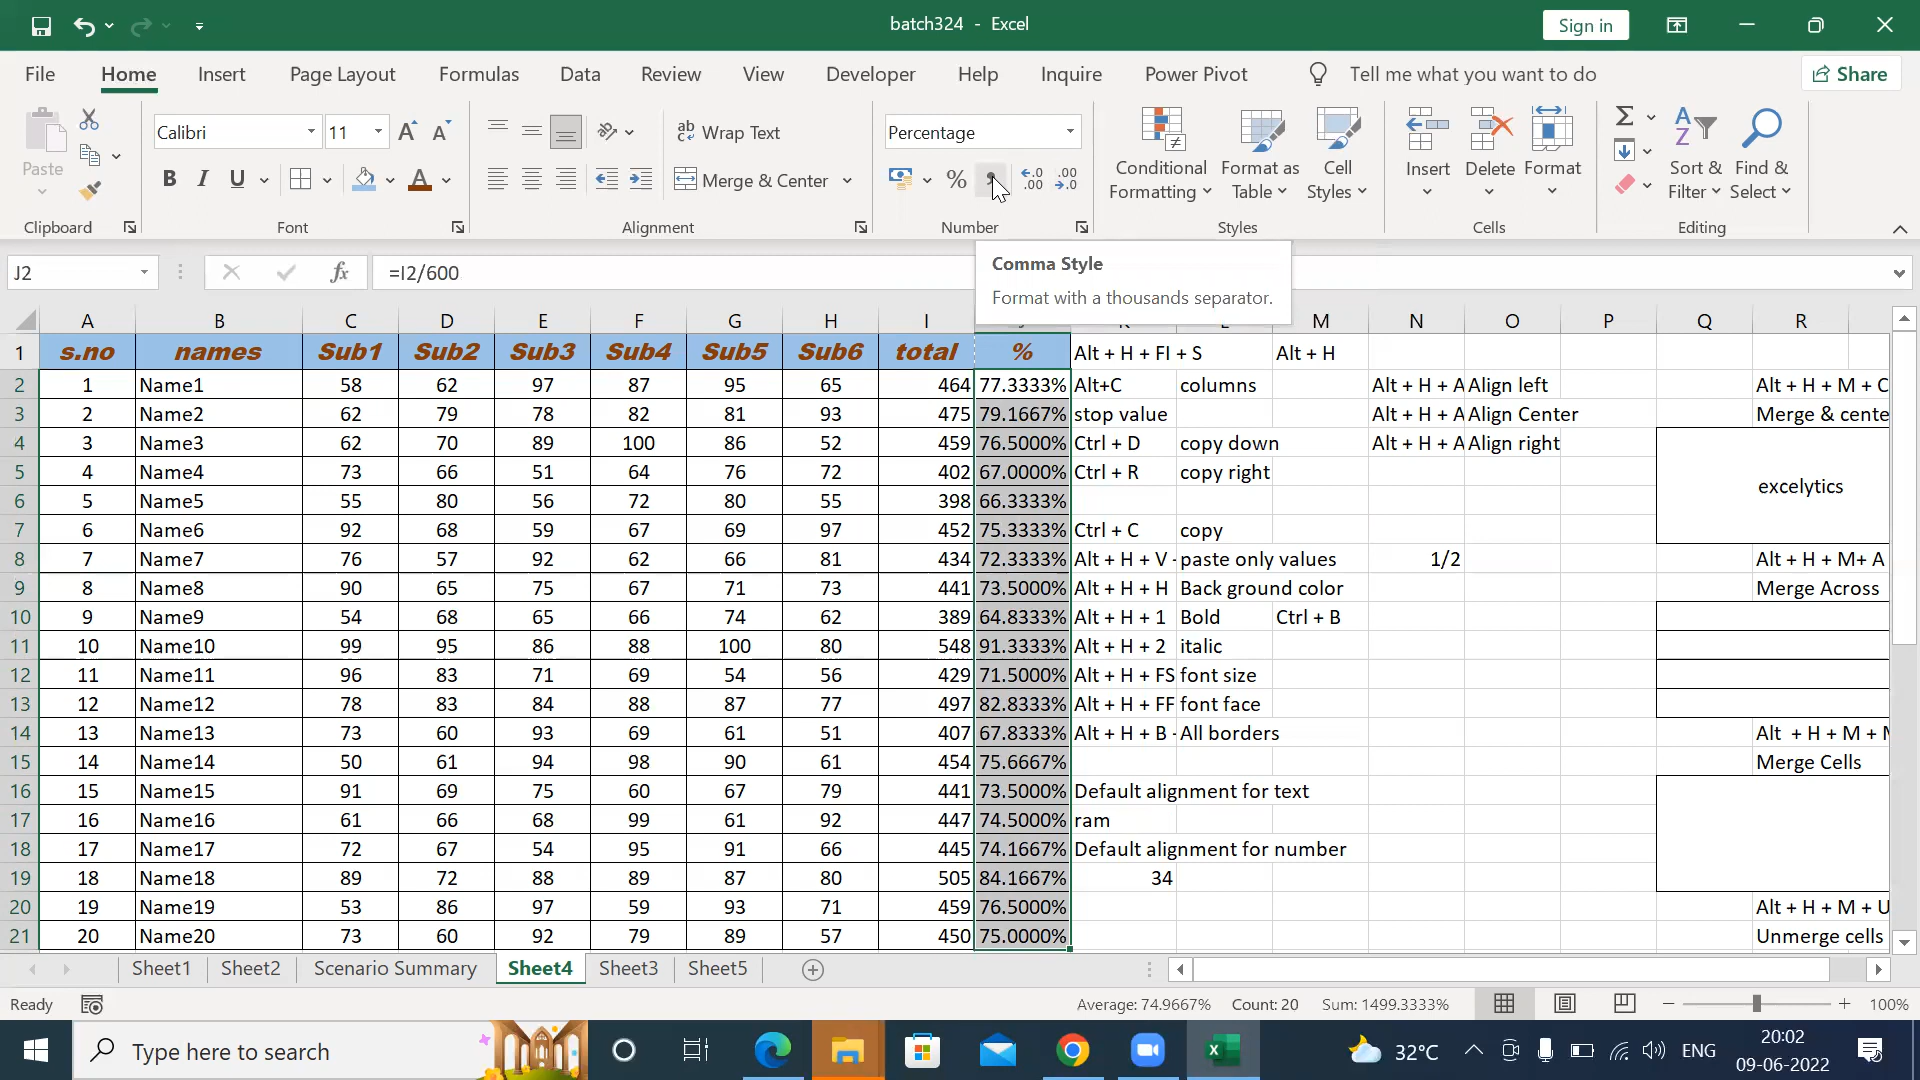 batch324 - Excel
Sign in
File Home Insert Page Layout Formulas Data Review View Developer Help Inquire Power Pivot Tell me what you want to do Share
Paste
Calibri 11
B I U A
ab Wrap Text
Merge & Center
Percentage
%
Conditional Formatting
Format as Table
Cell Styles
Insert
Delete
Format
Sort & Filter
Find & Select
Clipboard Font Alignment Number Styles Cells Editing
J2 fx =I2/600
Comma Style
Format with a thousands separator.
A B C D E F G H I M N O P Q R
1 s.no names Sub1 Sub2 Sub3 Sub4 Sub5 Sub6 total % Alt + H + FI + S Alt + H
2 1 Name1 58 62 97 87 95 65 464 77.3333% Alt+C columns Alt + H + A Align left Alt + H + M + C
3 2 Name2 62 79 78 82 81 93 475 79.1667% stop value Alt + H + A Align Center Merge & cente
4 3 Name3 62 70 89 100 86 52 459 76.5000% Ctrl + D copy down Alt + H + A Align right
5 4 Name4 73 66 51 64 76 72 402 67.0000% Ctrl + R copy right
excelytics
6 5 Name5 55 80 56 72 80 55 398 66.3333%
7 6 Name6 92 68 59 67 69 97 452 75.3333% Ctrl + C copy
8 7 Name7 76 57 92 62 66 81 434 72.3333% Alt + H + V - paste only values 1/2 Alt + H + M+ A
9 8 Name8 90 65 75 67 71 73 441 73.5000% Alt + H + H Back ground color Merge Across
10 9 Name9 54 68 65 66 74 62 389 64.8333% Alt + H + 1 Bold Ctrl + B
11 10 Name10 99 95 86 88 100 80 548 91.3333% Alt + H + 2 italic
12 11 Name11 96 83 71 69 54 56 429 71.5000% Alt + H + FS font size
13 12 Name12 78 83 84 88 87 77 497 82.8333% Alt + H + FF font face
14 13 Name13 73 60 93 69 61 51 407 67.8333% Alt + H + B - All borders Alt + H + M +
15 14 Name14 50 61 94 98 90 61 454 75.6667% Merge Cells
16 15 Name15 91 69 75 60 67 79 441 73.5000% Default alignment for text
17 16 Name16 61 66 68 99 61 92 447 74.5000% ram
18 17 Name17 72 67 54 95 91 66 445 74.1667% Default alignment for number
19 18 Name18 89 72 88 89 87 80 505 84.1667% 34
20 19 Name19 53 86 97 59 93 71 459 76.5000% Alt + H + M + U
21 20 Name20 73 60 92 79 89 57 450 75.0000% Unmerge cells
Sheet1 Sheet2 Scenario Summary Sheet4 Sheet3 Sheet5
Ready Average: 74.9667% Count: 20 Sum: 1499.3333% 100%
Type here to search 32°C ENG 20:02
09-06-2022